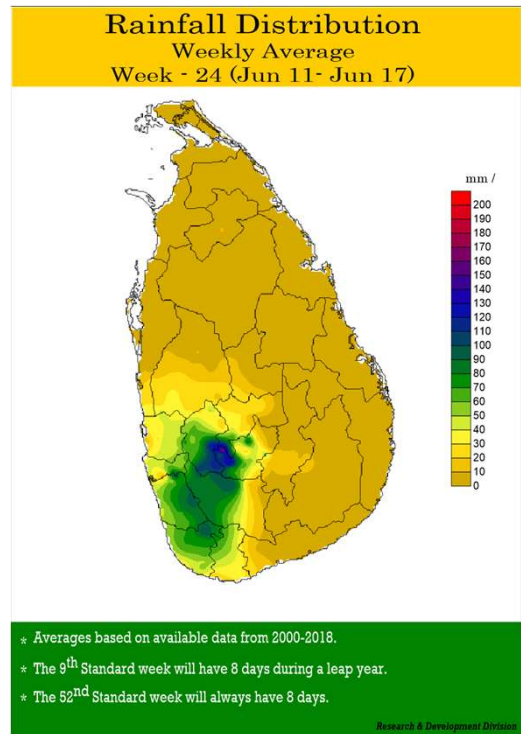 Rainfall Distribution
Weekly Average
Week - 24 (Jun 11- Jun 17)
mm /
200
190
180
170
160
150
140
130
120
110
100
90
80
70
60
50
40
30
20
10
0
* Averages based on available data from 2000-2018.
* The 9th Standard week will have 8 days during a leap year.
* The 52nd Standard week will always have 8 days.
Research & Development Division